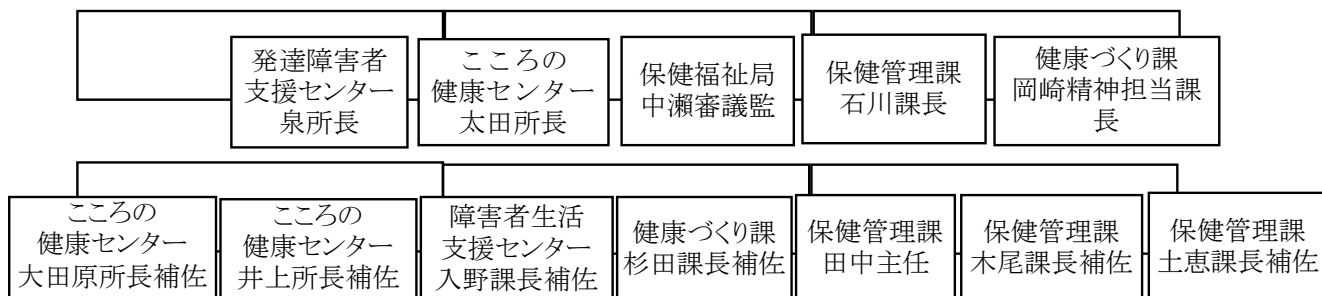 発達障害者
支援センター
泉所長
こころの
健康センター
太田所長
保健福祉局
中瀬審議監
保健管理課
石川課長
健康づくり課
岡崎精神担当課
長
こころの
健康センター
大田原所長補佐
こころの
健康センター
井上所長補佐
障害者生活
支援センター
入野課長補佐
健康づくり課
杉田課長補佐
保健管理課
田中主任
保健管理課
木尾課長補佐
保健管理課
土恵課長補佐